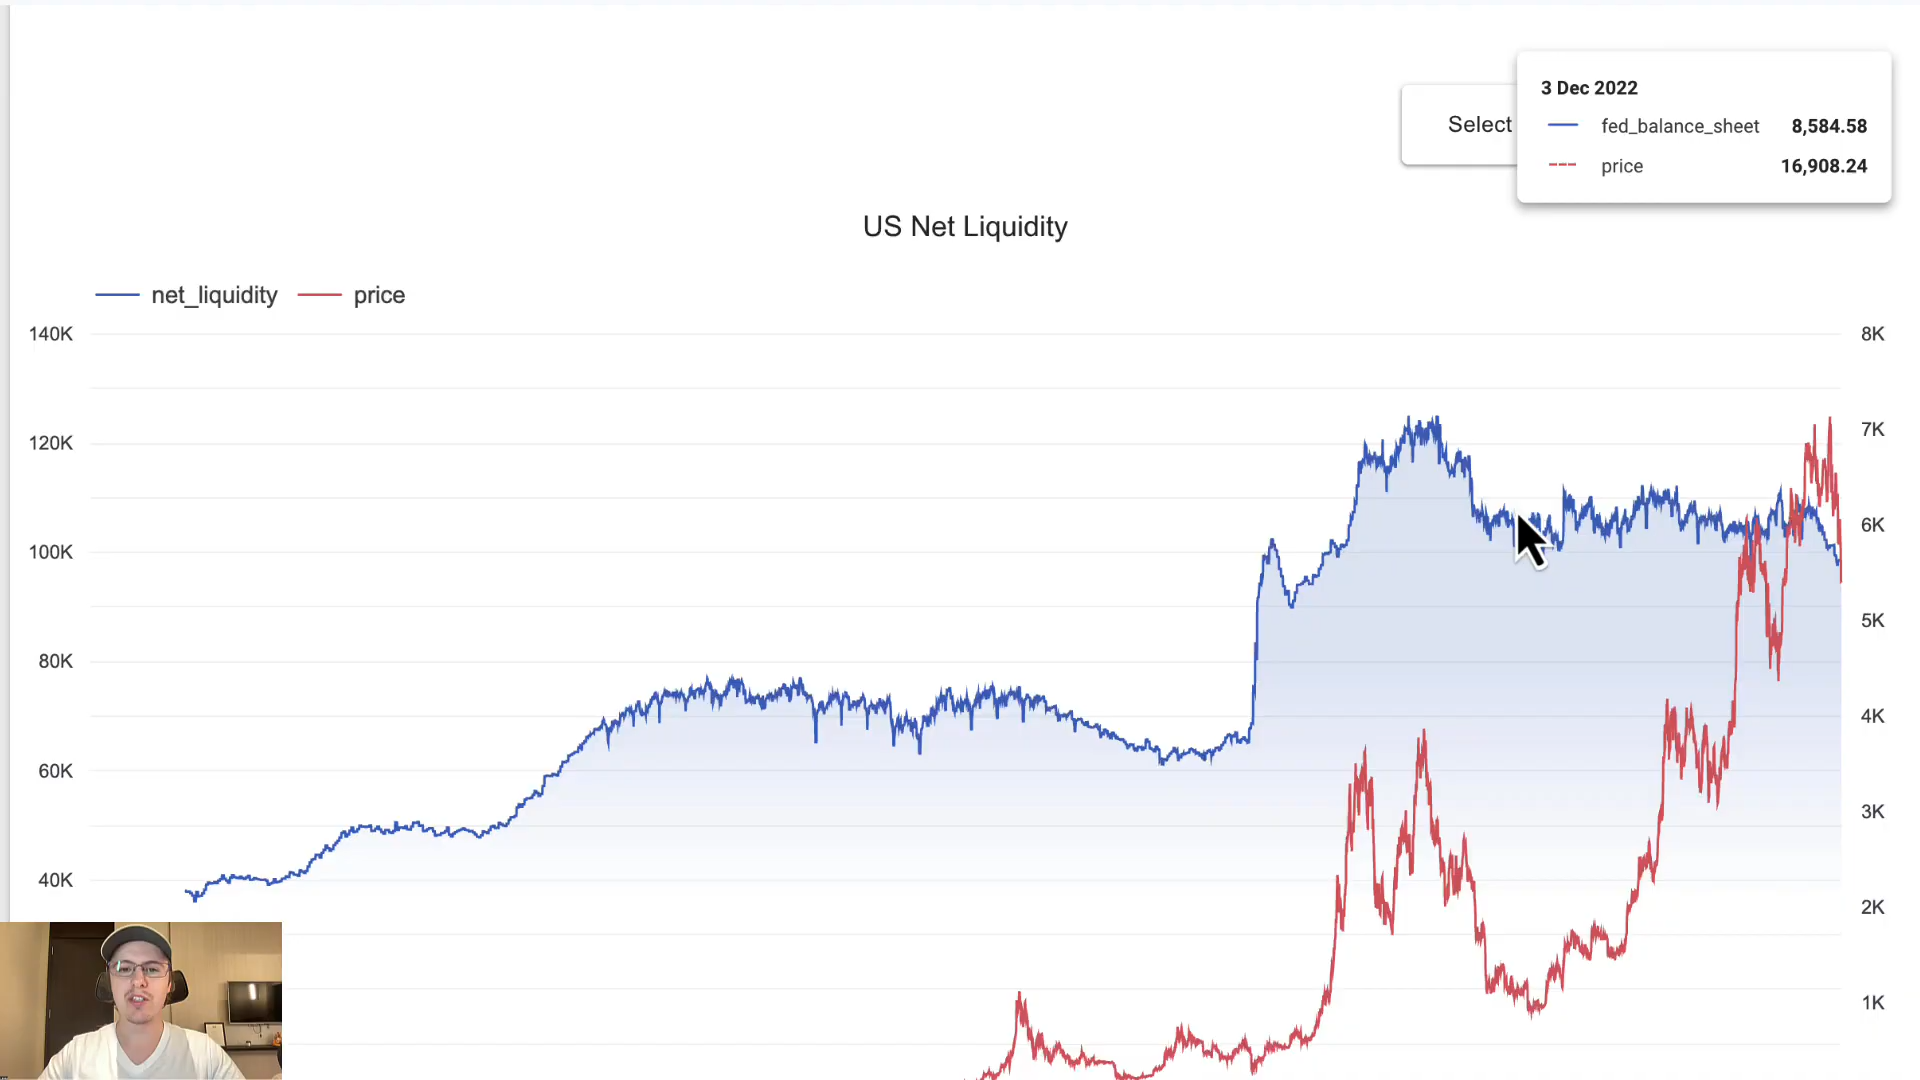 3 Dec 2022
Select
fed_balance_sheet 8,584.58
price 16,908.24
US Net Liquidity
net_liquidity price
140K 8K
120K 7K
6K
100K
5K
80K
4K
60K
3K
40K
2K
1K